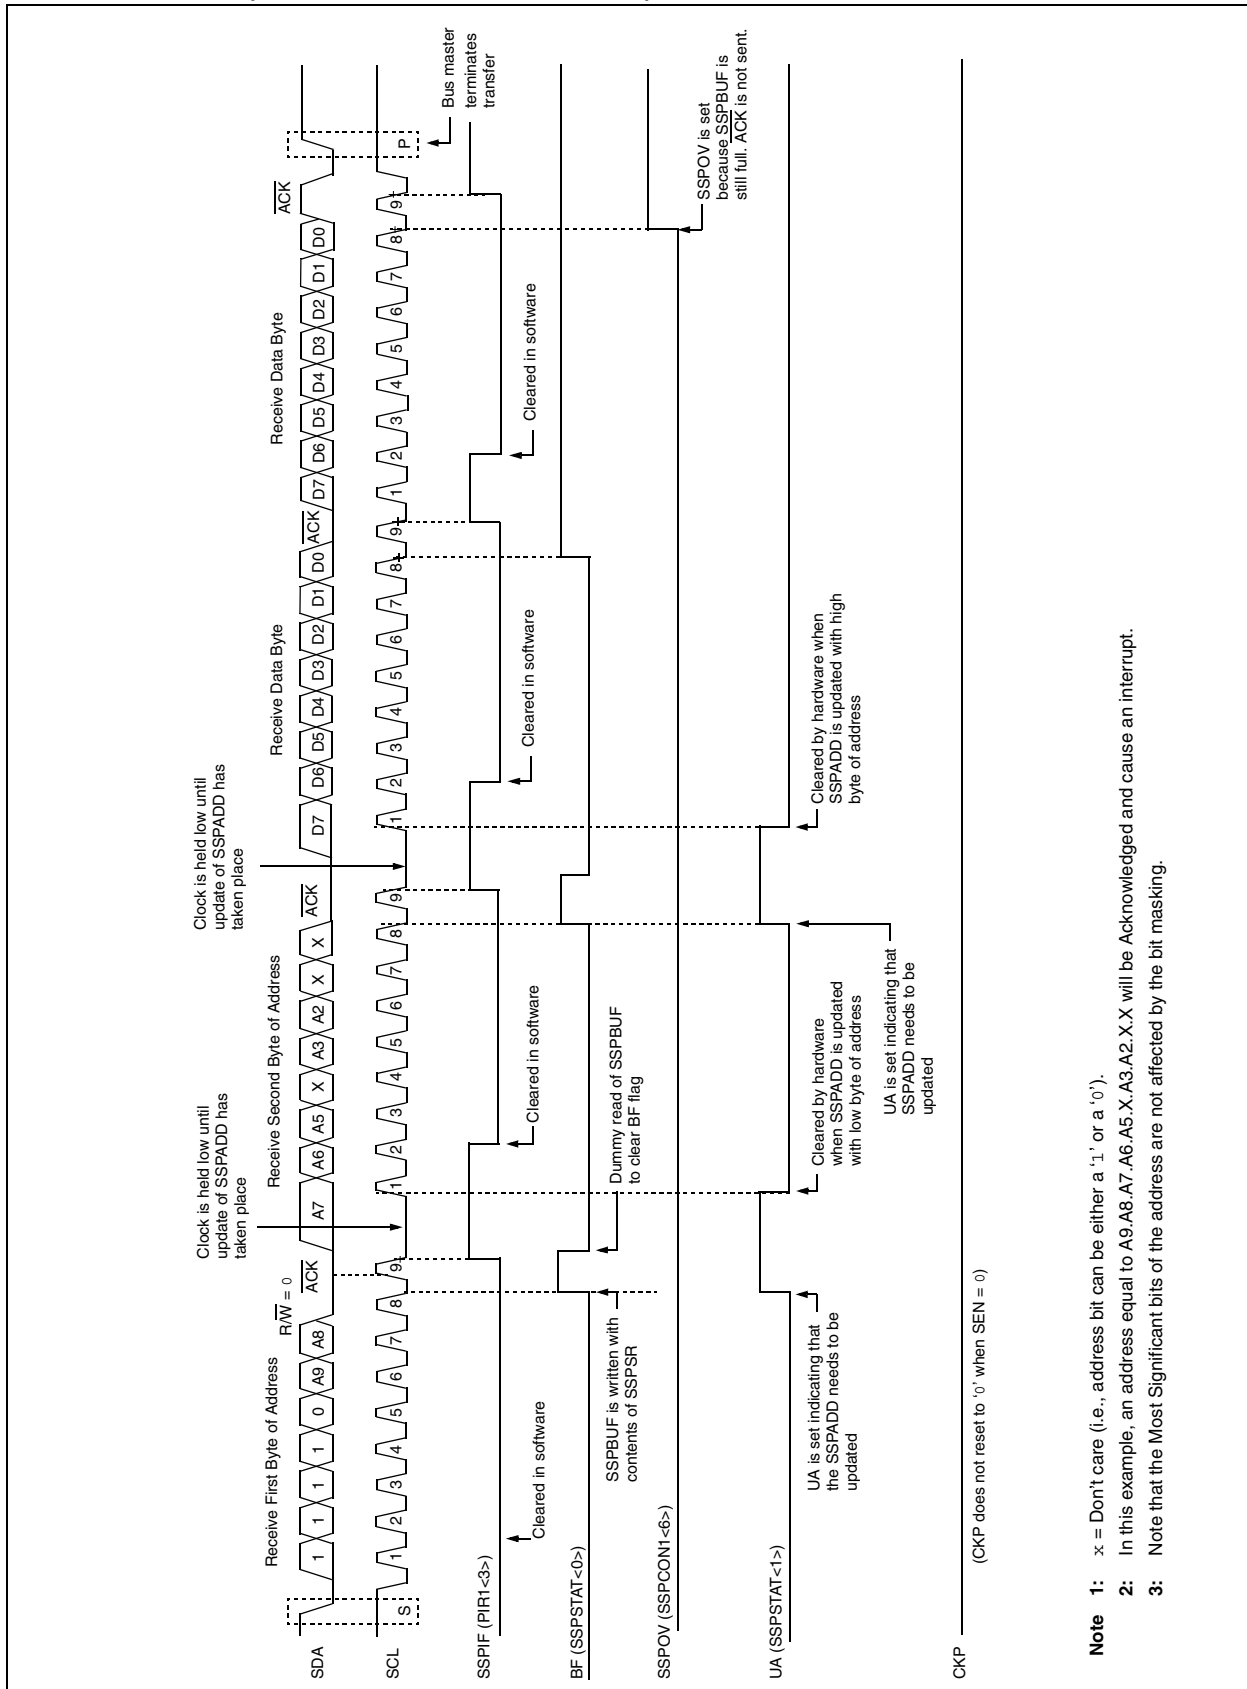 Receive First Byte of Address
R/W = 0
ACK
Clock is held low until
update of SSPADD has
taken place
Receive Second Byte of Address
ACK
Clock is held low until
update of SSPADD has
taken place
Receive Data Byte
ACK
Receive Data Byte
ACK
SDA
1 1 1 1 0 A9 A8 A7 A6 A5 X A3 A2 X X D7 D6 D5 D4 D3 D2 D1 D0 D7 D6 D5 D4 D3 D2 D1 D0
SCL
S 1 2 3 4 5 6 7 8 9 1 2 3 4 5 6 7 8 9 1 2 3 4 5 6 7 8 9 1 2 3 4 5 6 7 8 9 P
Bus master
terminates
transfer
SSPIF (PIR1<3>)
Cleared in software
Cleared in software
Cleared in software
Cleared in software
BF (SSPSTAT<0>)
SSPBUF is written with
contents of SSPSR
Dummy read of SSPBUF
to clear BF flag
SSPOV (SSPCON1<6>)
SSPOV is set
because SSPBUF is
still full. ACK is not sent.
UA (SSPSTAT<1>)
UA is set indicating that
the SSPADD needs to be
updated
Cleared by hardware
when SSPADD is updated
with low byte of address
UA is set indicating that
SSPADD needs to be
updated
Cleared by hardware when
SSPADD is updated with high
byte of address
CKP
(CKP does not reset to ‘0’ when SEN = 0)
Note 1: x = Don't care (i.e., address bit can be either a ‘1’ or a ‘0’).
2: In this example, an address equal to A9.A8.A7.A6.A5.X.A3.A2.X.X will be Acknowledged and cause an interrupt.
3: Note that the Most Significant bits of the address are not affected by the bit masking.